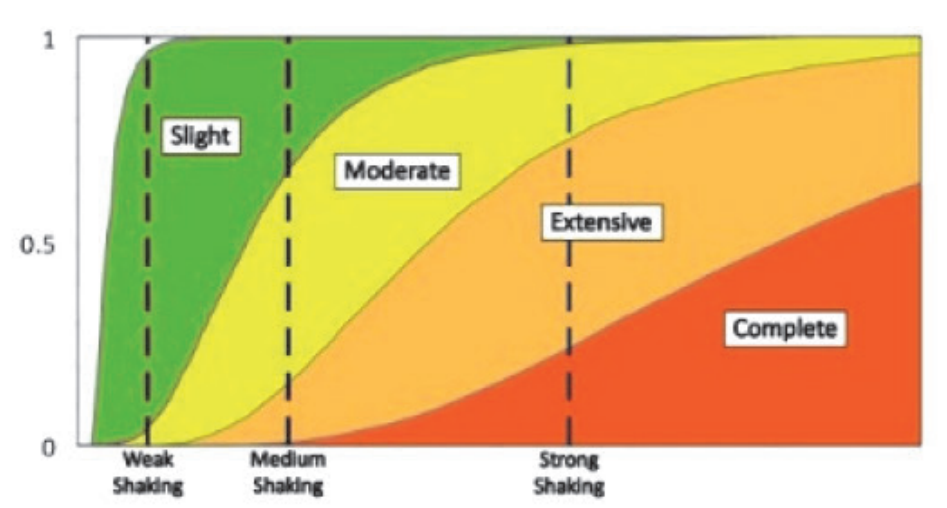 1
Slight
Moderate
Extensive
0.5
Complete
0
Weak
Shaking
Medium
Shaking
Strong
Shaking